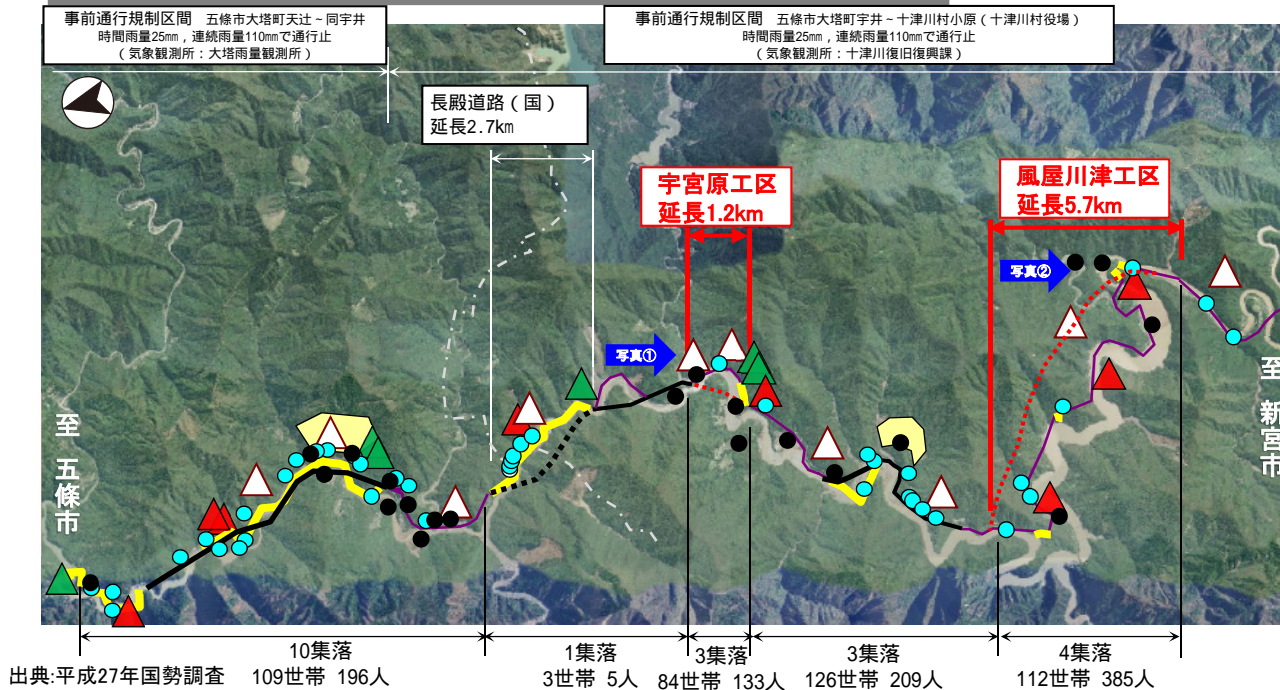 事前通行規制区間 五條市大塔町天辻~同宇井
時間雨量25㎜,連続雨量110㎜で通行止
(気象観測所:大塔雨量観測所)
事前通行規制区間 五條市大塔町宇井~十津川村小原(十津川村役場)
時間雨量25㎜,連続雨量110㎜で通行止
(気象観測所:十津川復旧復興課)
長殿道路(国)
延長2.7km
宇宮原工区
延長1.2km
風屋川津工区
延長5.7km
写真②
写真①
至 五條市
至 新宮市
10集落
109世帯 196人
1集落
3世帯 5人
3集落
84世帯 133人
3集落
126世帯 209人
4集落
112世帯 385人
出典:平成27年国勢調査